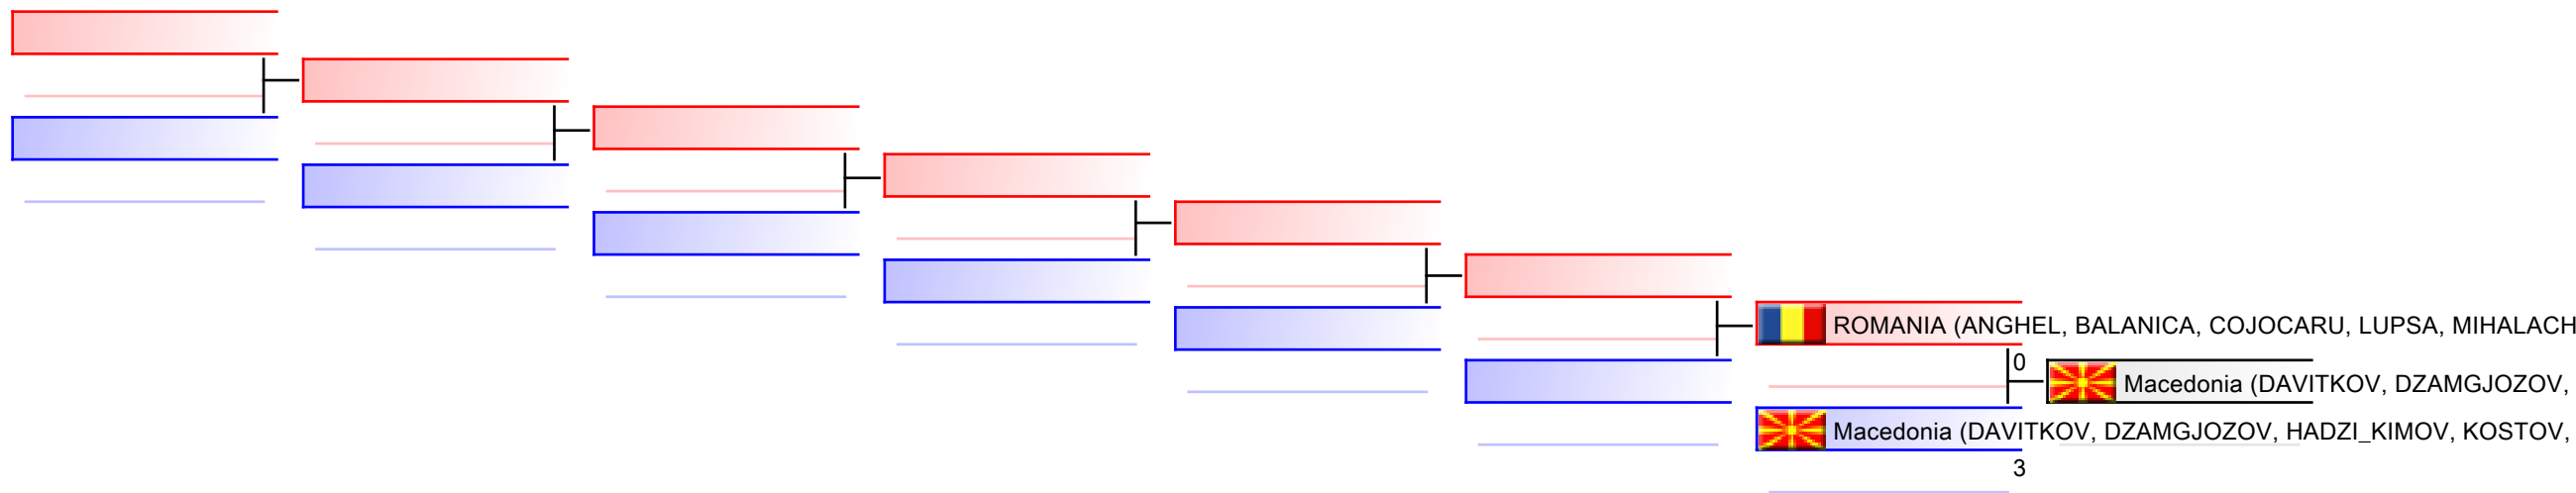 ROMANIA (ANGHEL, BALANICA, COJOCARU, LUPSA, MIHALACH
0
Macedonia (DAVITKOV, DZAMGJOZOV,
Macedonia (DAVITKOV, DZAMGJOZOV, HADZI_KIMOV, KOSTOV,
3